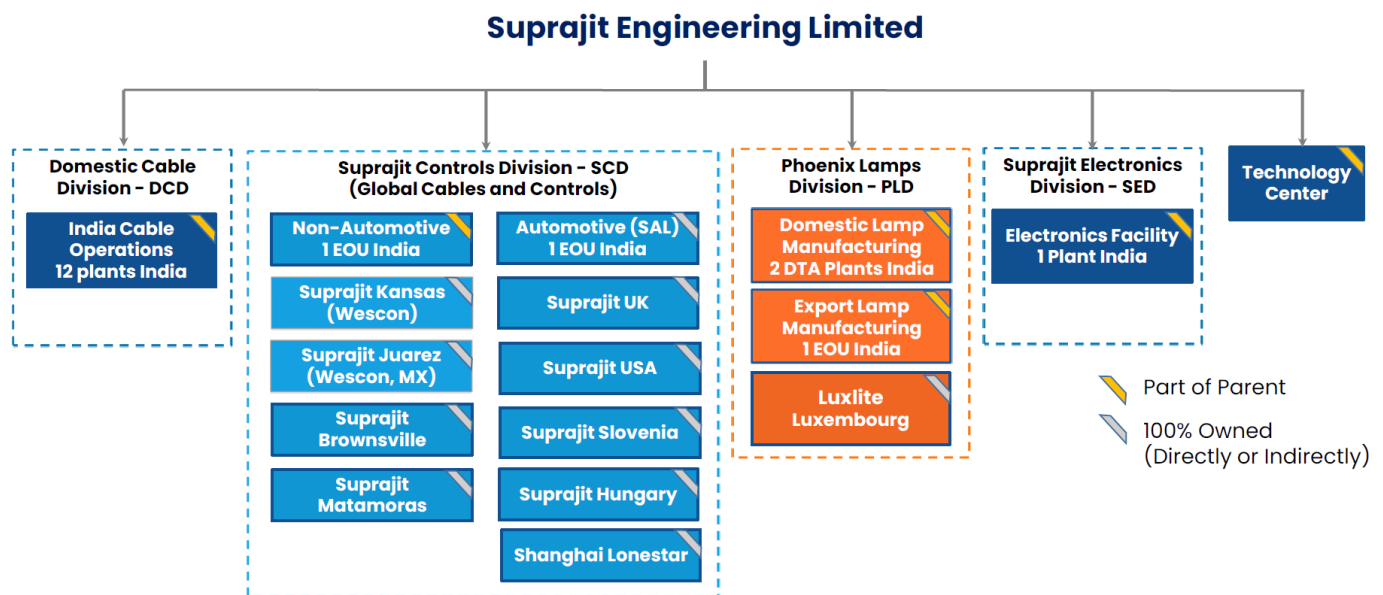 Suprajit Engineering Limited
Domestic Cable
Division - DCD
India Cable
Operations
12 plants India
Suprajit Controls Division - SCD
(Global Cables and Controls)
Non-Automotive
1 EOU India
Suprajit Kansas
(Wescon)
Suprajit Juarez
(Wescon, MX)
Suprajit
Brownsville
Suprajit
Matamoras
Automotive (SAL)
1 EOU India
Suprajit UK
Suprajit USA
Suprajit Slovenia
Suprajit Hungary
Shanghai Lonestar
Phoenix Lamps
Division - PLD
Domestic Lamp
Manufacturing
2 DTA Plants India
Export Lamp
Manufacturing
1 EOU India
Luxlite
Luxembourg
Suprajit Electronics
Division - SED
Electronics Facility
1 Plant India
Technology
Center
Part of Parent
100% Owned
(Directly or Indirectly)